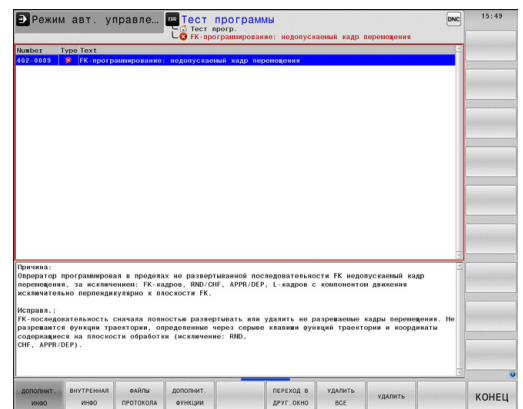 Режим авт. управле…
Тест программы
Тест прогр.
FK-программирование: недопускаемый кадр перемещения
DNC
15:49
Number Type Text
402-0009 FK-программирование: недопускаемый кадр перемещения
Причина:
Оператор программировал в пределах не развертываемой последовательности FK недопускаемый кадр
перемещения, за исключением: FK-кадров, RND/CHF, APPR/DEP, L-кадров с компонентом движения
исключительно перпендикулярно к плоскости FK.
Исправл.:
FK-последовательность сначала полностью развертывать или удалить не разрешаемые кадры перемещения. Не
разрешаются функции траектории, определенные через серые клавиши функций траектории и координаты
содержащиеся на плоскости обработки (исключение: RND,
CHF, APPR/DEP).
ДОПОЛНИТ.
ИНФО
ВНУТРЕННАЯ
ИНФО
ФАЙЛЫ
ПРОТОКОЛА
ДОПОЛНИТ.
ФУНКЦИИ
ПЕРЕХОД В
ДРУГ.ОКНО
УДАЛИТЬ
ВСЕ
УДАЛИТЬ
КОНЕЦ